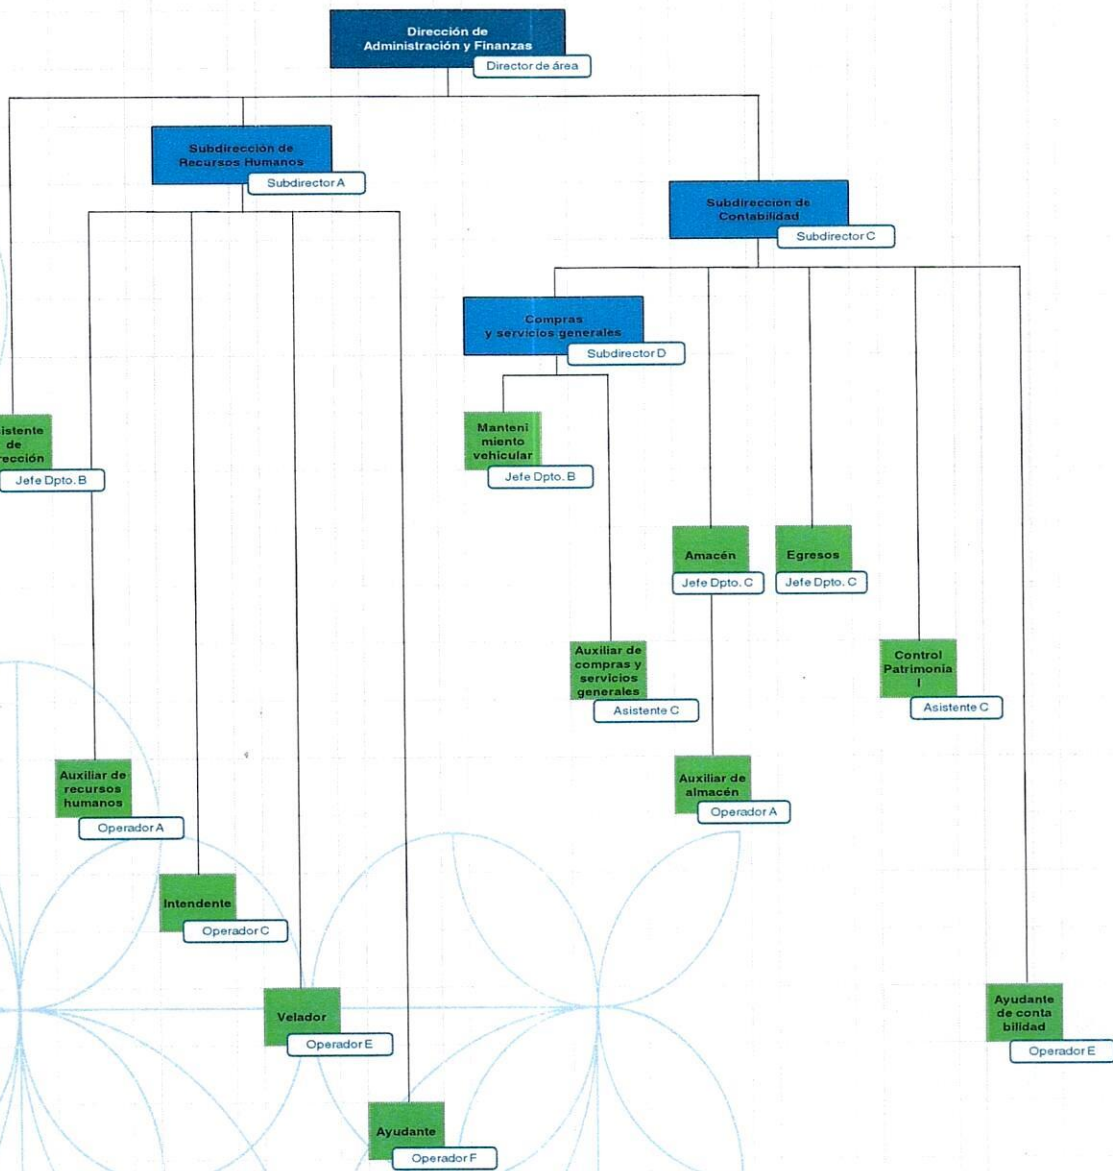 Dirección de
Administración y Finanzas
Director de área
Subdirección de
Recursos Humanos
Subdirector A
Subdirección de
Contabilidad
Subdirector C
Compras
y servicios generales
Subdirector D
istente
de
rección
Jefe Dpto. B
Manteni
miento
vehicular
Jefe Dpto. B
Amacén
Jefe Dpto. C
Egresos
Jefe Dpto. C
Auxiliar de
compras y
servicios
generales
Asistente C
Control
Patrimonia
l
Asistente C
Auxiliar de
recursos
humanos
Operador A
Auxiliar de
almacén
Operador A
Intendente
Operador C
Velador
Operador E
Ayudante
de conta
bilidad
Operador E
Ayudante
Operador F